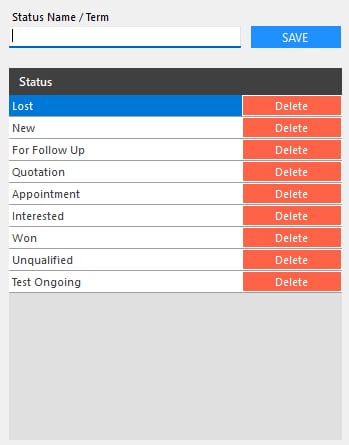 Status Name / Term
SAVE
Status
Lost Delete
New Delete
For Follow Up Delete
Quotation Delete
Appointment Delete
Interested Delete
Won Delete
Unqualified Delete
Test Ongoing Delete